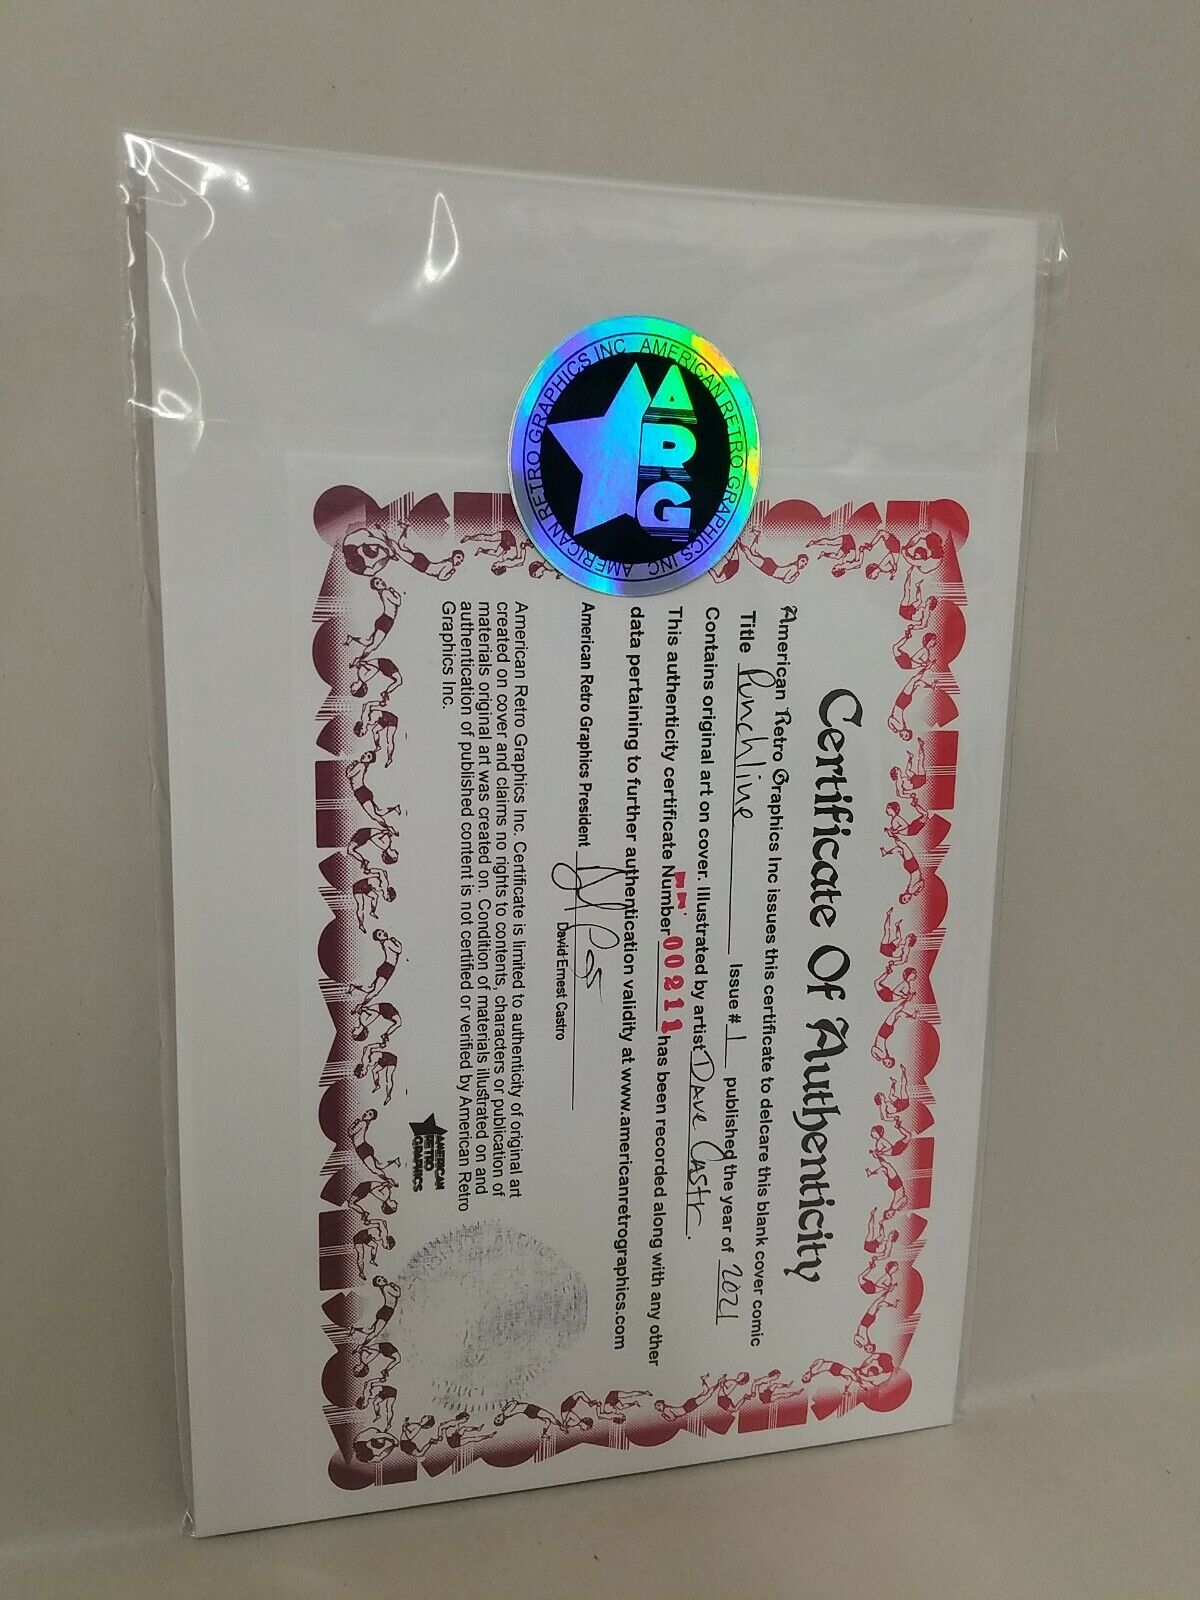 AMERICAN RETRO GRAPHICS INC AMERICAN RETRO GRAPHICS INC
ARG
Certificate Of Authenticity
American Retro Graphics Inc issues this certificate to delcare this blank cover comic
Title Punchline Issue # 1 published the year of 2021
Contains original art on cover. Illustrated by artist Dave Castr.
This authenticity certificate Number 00211 has been recorded along with any other
data pertaining to further authentication validity at www.americanretrographics.com
American Retro Graphics President
David Ernest Castro
American Retro Graphics Inc. Certificate is limited to authenticity of original art
created on cover and claims no rights to contents, characters or publication of
materials original art was created on. Condition of materials illustrated on and
authentication of published content is not certified or verified by American Retro
Graphics Inc.
AMERICAN
RETRO
GRAPHICS